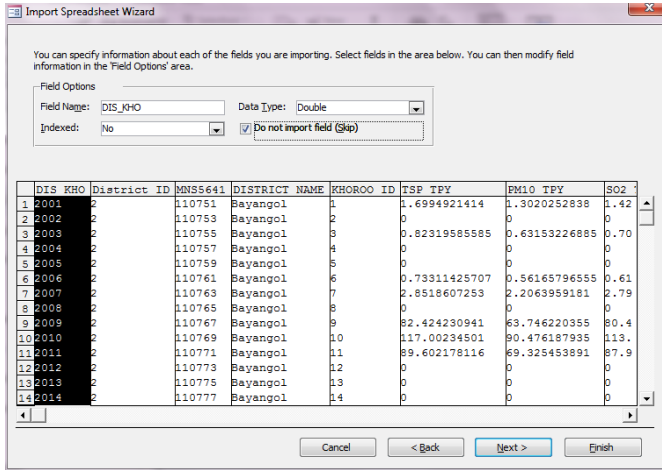 Import Spreadsheet Wizard
You can specify information about each of the fields you are importing. Select fields in the area below. You can then modify field
information in the 'Field Options' area.
Field Options
Field Name: DIS_KHO Data Type: Double
Indexed: No Do not import field (Skip)
DIS KHO District ID MNS5641 DISTRICT NAME KHOROO ID TSP TPY PM10 TPY SO2
1 2001 2 110751 Bayangol 1 1.6994921414 1.3020252838 1.42
2 2002 2 110753 Bayangol 2 0 0 0
3 2003 2 110755 Bayangol 3 0.82319585585 0.63153226885 0.70
4 2004 2 110757 Bayangol 4 0 0 0
5 2005 2 110759 Bayangol 5 0 0 0
6 2006 2 110761 Bayangol 6 0.73311425707 0.56165796555 0.61
7 2007 2 110763 Bayangol 7 2.8518607253 2.2063959181 2.79
8 2008 2 110765 Bayangol 8 0 0 0
9 2009 2 110767 Bayangol 9 82.424230941 63.746220355 80.4
10 2010 2 110769 Bayangol 10 117.00234501 90.476187935 113.
11 2011 2 110771 Bayangol 11 89.602178116 69.325453891 87.9
12 2012 2 110773 Bayangol 12 0 0 0
13 2013 2 110775 Bayangol 13 0 0 0
14 2014 2 110777 Bayangol 14 0 0 0
Cancel < Back Next > Finish